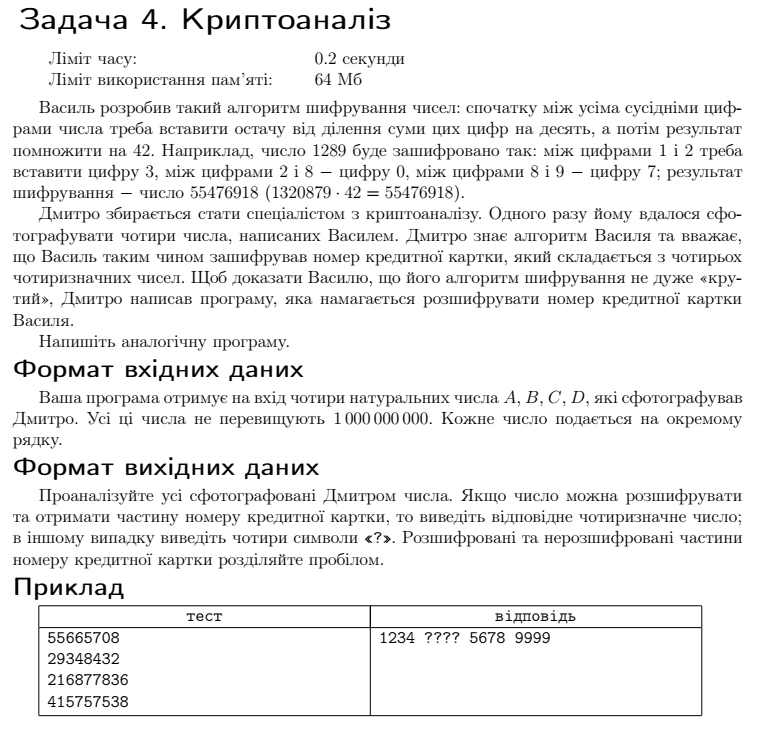 Задача 4. Криптоаналіз
Ліміт часу: 0.2 секунди
Ліміт використання пам'яті: 64 Мб
Василь розробив такий алгоритм шифрування чисел: спочатку між усіма сусідніми циф-
рами числа треба вставити остачу від ділення суми цих цифр на десять, а потім результат
помножити на 42. Наприклад, число 1289 буде зашифровано так: між цифрами 1 і 2 треба
вставити цифру 3, між цифрами 2 і 8 – цифру 0, між цифрами 8 і 9 – цифру 7; результат
шифрування – число 55476918 (1320879 · 42 = 55476918).
Дмитро збирається стати спеціалістом з криптоаналізу. Одного разу йому вдалося сфо-
тографувати чотири числа, написаних Василем. Дмитро знає алгоритм Василя та вважає,
що Василь таким чином зашифрував номер кредитної картки, який складається з чотирьох
чотиризначних чисел. Щоб доказати Василю, що його алгоритм шифрування не дуже «кру-
тий», Дмитро написав програму, яка намагається розшифрувати номер кредитної картки
Василя.
Напишіть аналогічну програму.
Формат вхідних даних
Ваша програма отримує на вхід чотири натуральних числа A, B, C, D, які сфотографував
Дмитро. Усі ці числа не перевищують 1 000 000 000. Кожне число подається на окремому
рядку.
Формат вихідних даних
Проаналізуйте усі сфотографовані Дмитром числа. Якщо число можна розшифрувати
та отримати частину номеру кредитної картки, то виведіть відповідне чотиризначне число;
в іншому випадку виведіть чотири символи «?». Розшифровані та нерозшифровані частини
номеру кредитної картки розділяйте пробілом.
Приклад
тест відповідь
55665708 1234 ???? 5678 9999
29348432
216877836
415757538